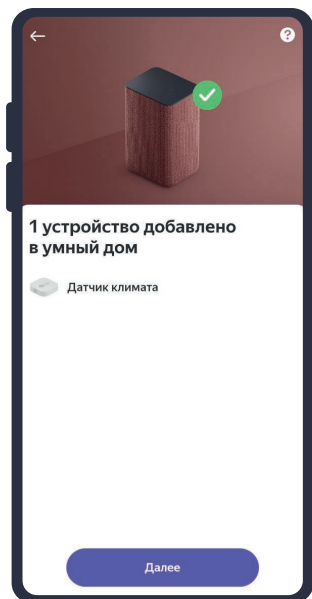 1 устройство добавлено
в умный дом
Датчик климата
Далее